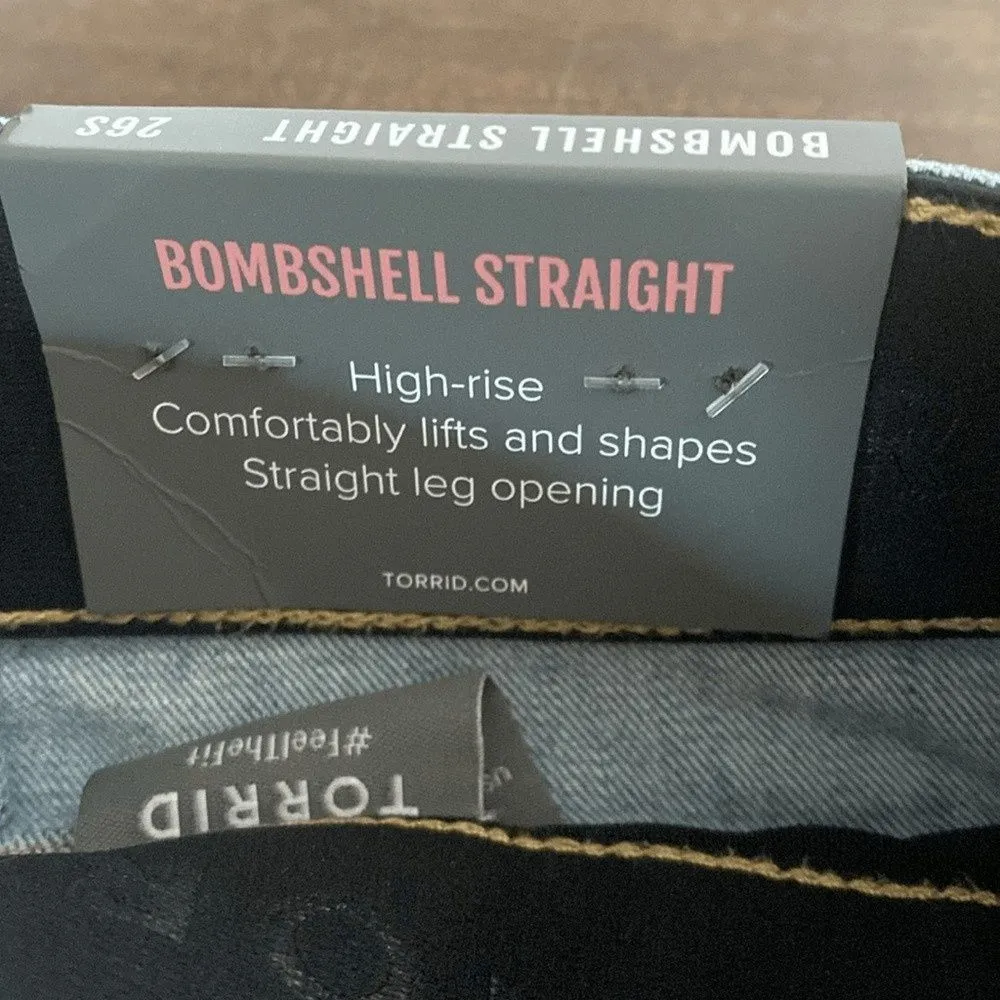 BOMBSHELL STRAIGHT 26S
BOMBSHELL STRAIGHT
High-rise
Comfortably lifts and shapes
Straight leg opening
TORRID.COM
TORRID
#FeelTheFit